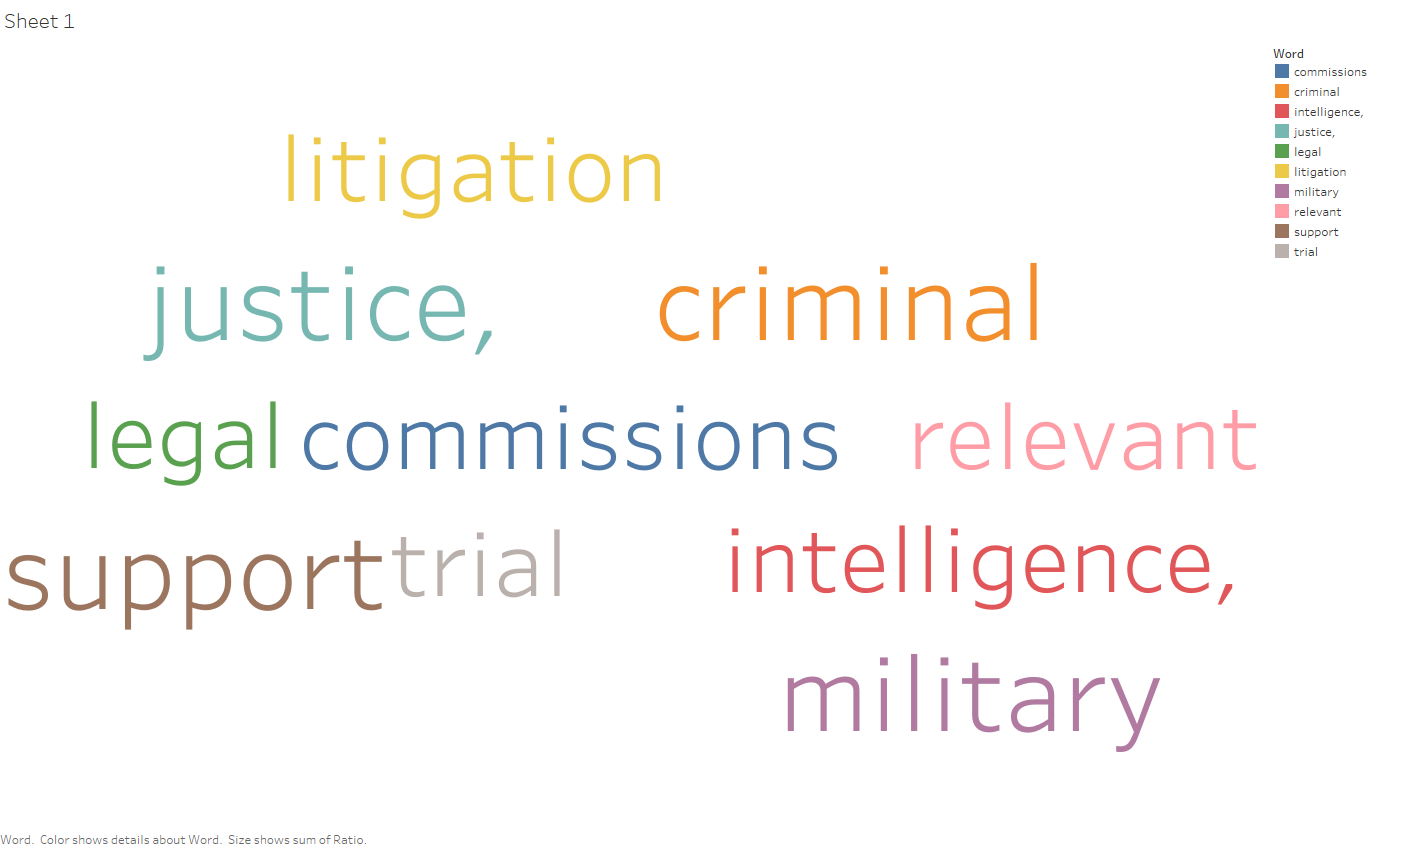 Sheet 1
Word
commissions
criminal
intelligence,
justice,
legal
litigation
military
relevant
support
trial
litigation
justice, criminal
legal commissions relevant
support trial intelligence,
military
Word. Color shows details about Word. Size shows sum of Ratio.